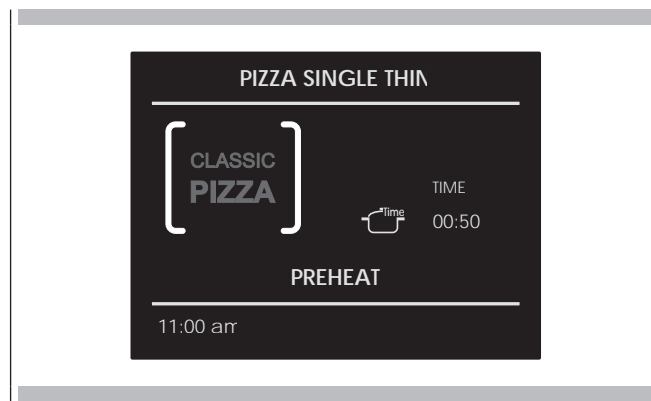 PIZZA SINGLE THIN
CLASSIC
PIZZA
TIME
Time
00:50
PREHEAT
11:00 am